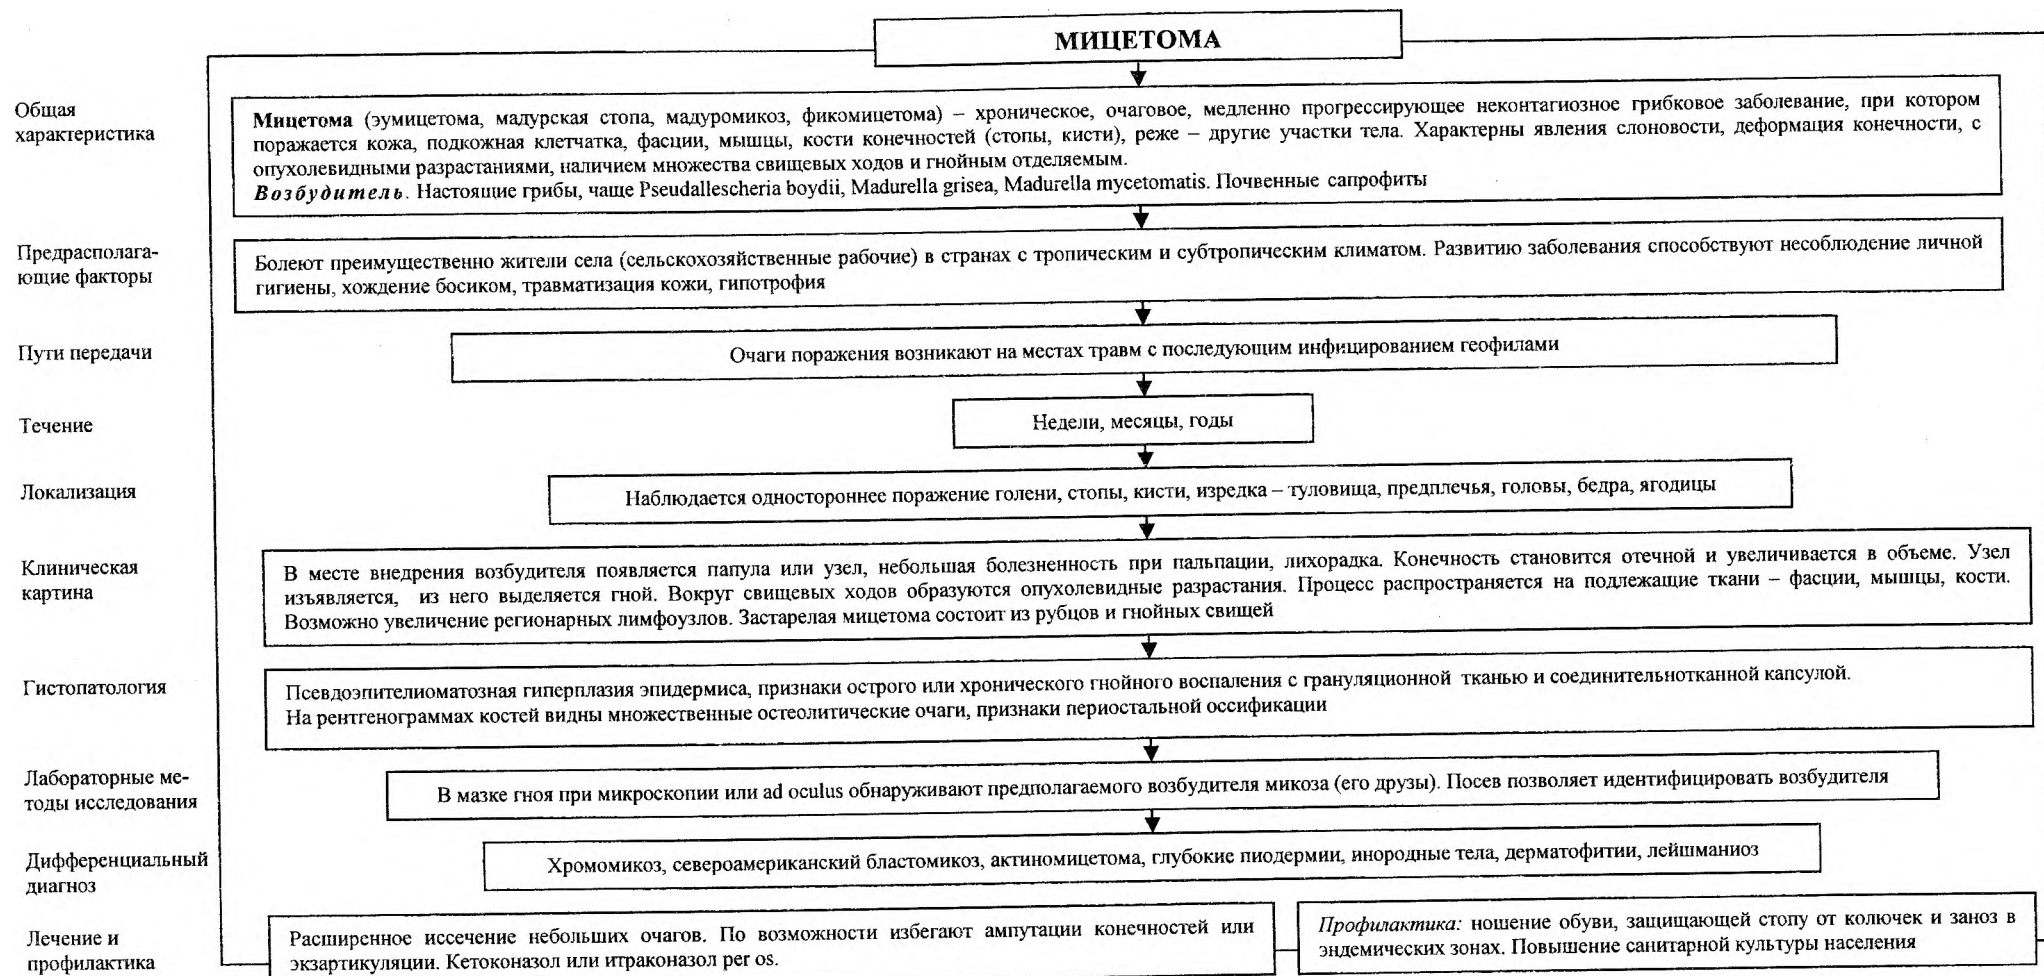 МИЦЕТОМА
Общая
характеристика
Мицетома (эумицетома, мадурская стопа, мадуромикоз, фикомицетома) – хроническое, очаговое, медленно прогрессирующее неконтагиозное грибковое заболевание, при котором
поражается кожа, подкожная клетчатка, фасции, мышцы, кости конечностей (стопы, кисти), реже – другие участки тела. Характерны явления слоновости, деформация конечности, с
опухолевидными разрастаниями, наличием множества свищевых ходов и гнойным отделяемым.
Возбудитель. Настоящие грибы, чаще Pseudallescheria boydii, Madurella grisea, Madurella mycetomatis. Почвенные сапрофиты
Предрасполага-
ющие факторы
Болеют преимущественно жители села (сельскохозяйственные рабочие) в странах с тропическим и субтропическим климатом. Развитию заболевания способствуют несоблюдение личной
гигиены, хождение босиком, травматизация кожи, гипотрофия
Пути передачи
Очаги поражения возникают на местах травм с последующим инфицированием геофилами
Течение
Недели, месяцы, годы
Локализация
Наблюдается одностороннее поражение голени, стопы, кисти, изредка – туловища, предплечья, головы, бедра, ягодицы
Клиническая
картина
В месте внедрения возбудителя появляется папула или узел, небольшая болезненность при пальпации, лихорадка. Конечность становится отечной и увеличивается в объеме. Узел
изъявляется, из него выделяется гной. Вокруг свищевых ходов образуются опухолевидные разрастания. Процесс распространяется на подлежащие ткани – фасции, мышцы, кости.
Возможно увеличение регионарных лимфоузлов. Застарелая мицетома состоит из рубцов и гнойных свищей
Гистопатология
Псевдоэпителиоматозная гиперплазия эпидермиса, признаки острого или хронического гнойного воспаления с грануляционной тканью и соединительнотканной капсулой.
На рентгенограммах костей видны множественные остеолитические очаги, признаки периостальной оссификации
Лабораторные ме-
тоды исследования
В мазке гноя при микроскопии или ad oculus обнаруживают предполагаемого возбудителя микоза (его друзы). Посев позволяет идентифицировать возбудителя
Дифференциальный
диагноз
Хромомикоз, североамериканский бластомикоз, актиномицетома, глубокие пиодермии, инородные тела, дерматофитии, лейшманиоз
Лечение и
профилактика
Расширенное иссечение небольших очагов. По возможности избегают ампутации конечностей или
экзартикуляции. Кетоконазол или итраконазол per os.
Профилактика: ношение обуви, защищающей стопу от колючек и заноз в
эндемических зонах. Повышение санитарной культуры населения